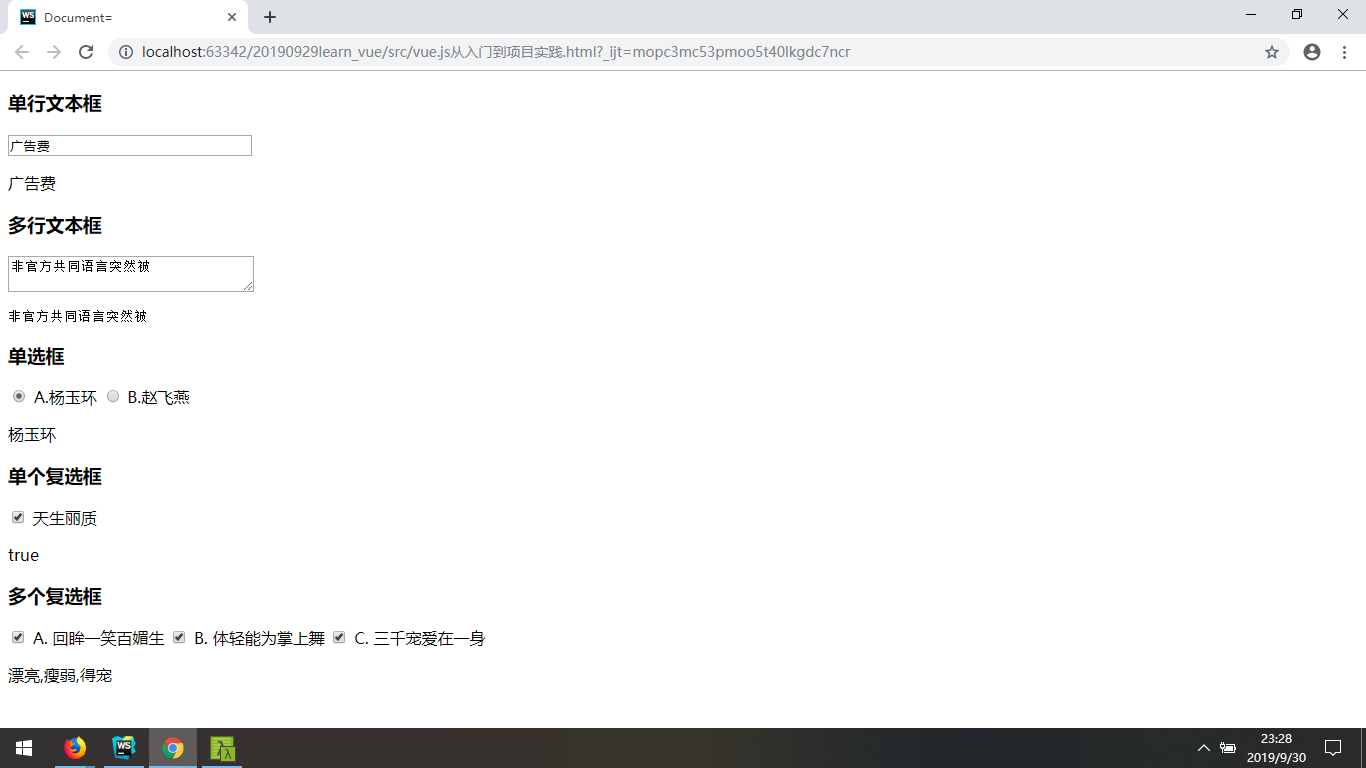 Document=
localhost:63342/20190929learn_vue/src/vue.js从入门到项目实践.html?_ijt=mopc3mc53pmoo5t40lkgdc7ncr
单行文本框
广告费
广告费
多行文本框
非官方共同语言突然被
非官方共同语言突然被
单选框
A.杨玉环 B.赵飞燕
杨玉环
单个复选框
天生丽质
true
多个复选框
A. 回眸一笑百媚生 B. 体轻能为掌上舞 C. 三千宠爱在一身
漂亮,瘦弱,得宠
WS
23:28
2019/9/30